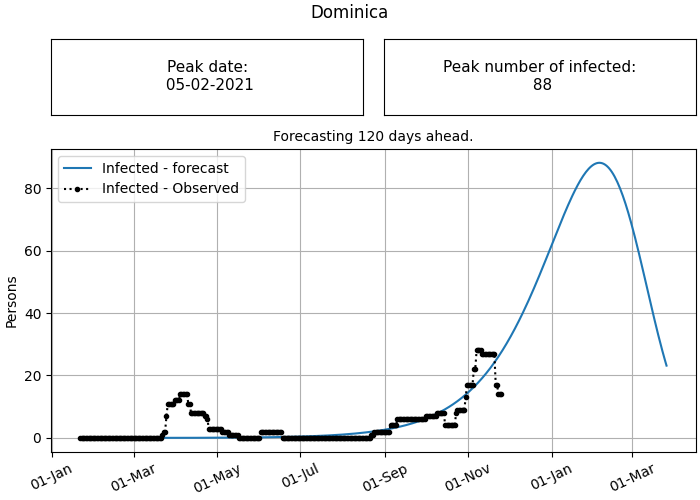 Dominica
Peak date:
05-02-2021
Peak number of infected:
88
Forecasting 120 days ahead.
Infected - forecast
Infected - Observed
Persons
80
60
40
20
0
01-Jan
01-Mar
01-May
01-Jul
01-Sep
01-Nov
01-Jan
01-Mar